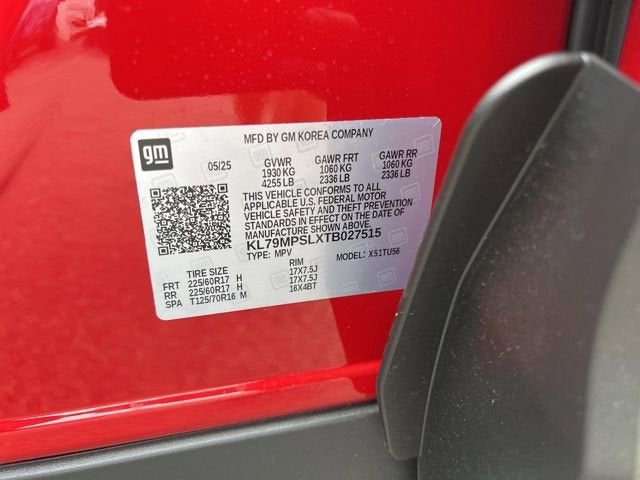 gm
MFD BY GM KOREA COMPANY
05/25 GVWR GAWR FRT GAWR RR
1930 KG 1060 KG 1060 KG
4255 LB 2336 LB 2336 LB
THIS VEHICLE CONFORMS TO ALL
APPLICABLE U.S. FEDERAL MOTOR
VEHICLE SAFETY AND THEFT PREVENTION
STANDARDS IN EFFECT ON THE DATE OF
MANUFACTURE SHOWN ABOVE.
KL79MPSLXTB027515
TYPE: MPV MODEL: X51TU56
TIRE SIZE RIM
FRT 225/60R17 H 17X7.5J
RR 225/60R17 H 17X7.5J
SPA T125/70R16 M 16X4BT